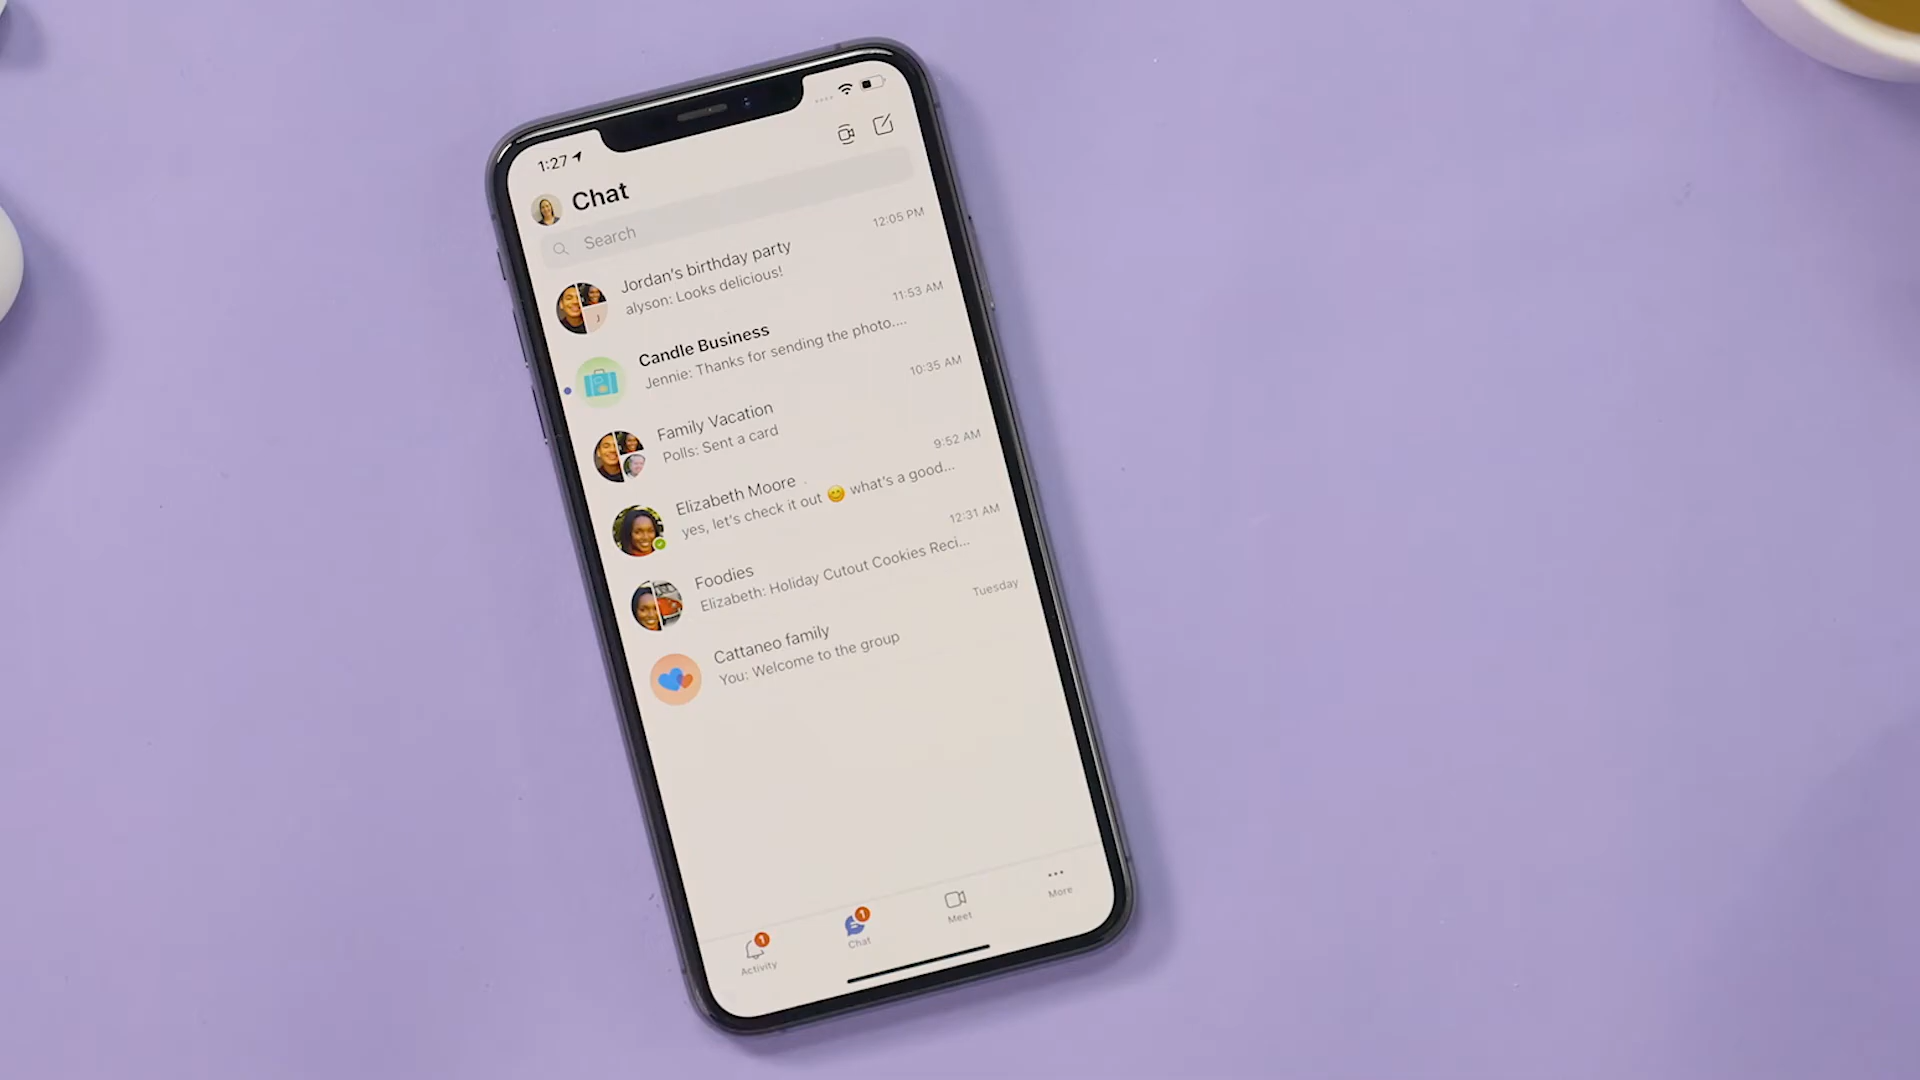 1:27
Chat
Search
Jordan's birthday party
12:05 PM
alyson: Looks delicious!
J
Candle Business
11:53 AM
Jennie: Thanks for sending the photo....
Family Vacation
10:35 AM
Polls: Sent a card
Elizabeth Moore
9:52 AM
yes, let's check it out 😊 what's a good...
Foodies
12:31 AM
Elizabeth: Holiday Cutout Cookies Reci...
Cattaneo family
Tuesday
You: Welcome to the group
1
Activity
1
Chat
Meet
More